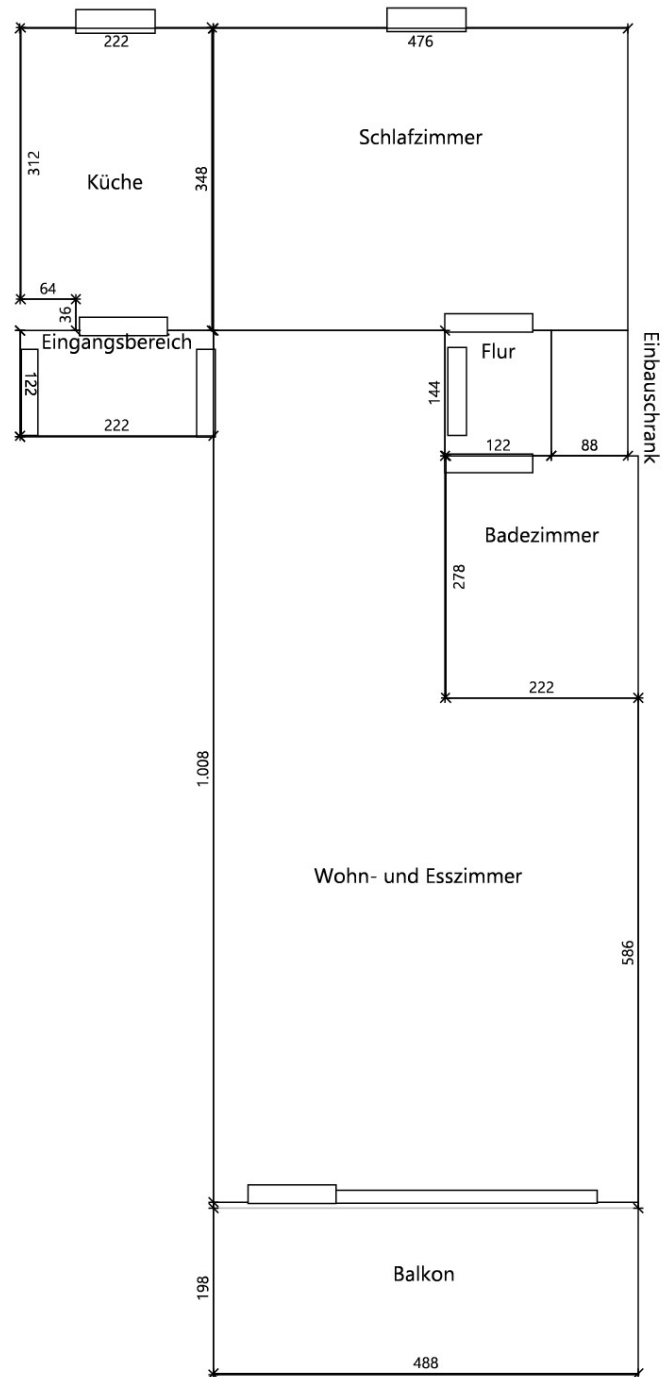 222
476
Schlafzimmer
312
Küche
348
64
36
Eingangsbereich
Flur
Einbauschrank
122
144
222
122
88
Badezimmer
278
222
1.008
Wohn- und Esszimmer
586
Balkon
198
488